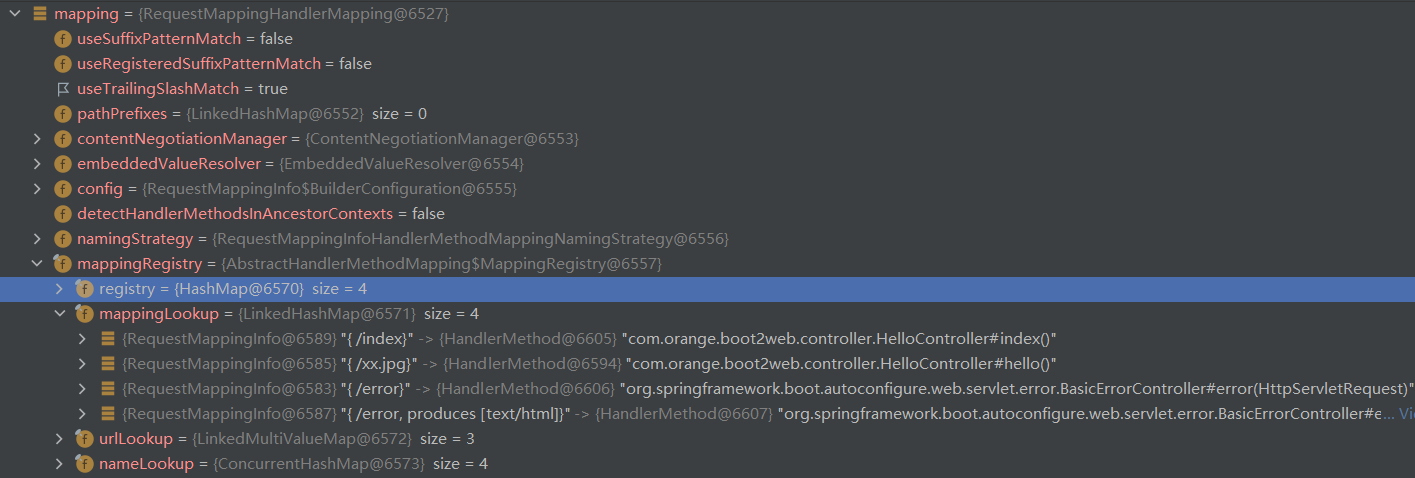 mapping = {RequestMappingHandlerMapping@6527}
useSuffixPatternMatch = false
useRegisteredSuffixPatternMatch = false
useTrailingSlashMatch = true
pathPrefixes = {LinkedHashMap@6552} size = 0
contentNegotiationManager = {ContentNegotiationManager@6553}
embeddedValueResolver = {EmbeddedValueResolver@6554}
config = {RequestMappingInfo$BuilderConfiguration@6555}
detectHandlerMethodsInAncestorContexts = false
namingStrategy = {RequestMappingInfoHandlerMethodMappingNamingStrategy@6556}
mappingRegistry = {AbstractHandlerMethodMapping$MappingRegistry@6557}
registry = {HashMap@6570} size = 4
mappingLookup = {LinkedHashMap@6571} size = 4
{RequestMappingInfo@6589} "{ /index}" -> {HandlerMethod@6605} "com.orange.boot2web.controller.HelloController#index()"
{RequestMappingInfo@6585} "{ /xx.jpg}" -> {HandlerMethod@6594} "com.orange.boot2web.controller.HelloController#hello()"
{RequestMappingInfo@6583} "{ /error}" -> {HandlerMethod@6606} "org.springframework.boot.autoconfigure.web.servlet.error.BasicErrorController#error(HttpServletRequest)"
{RequestMappingInfo@6587} "{ /error, produces [text/html]}" -> {HandlerMethod@6607} "org.springframework.boot.autoconfigure.web.servlet.error.BasicErrorController#e... Vi
urlLookup = {LinkedMultiValueMap@6572} size = 3
nameLookup = {ConcurrentHashMap@6573} size = 4